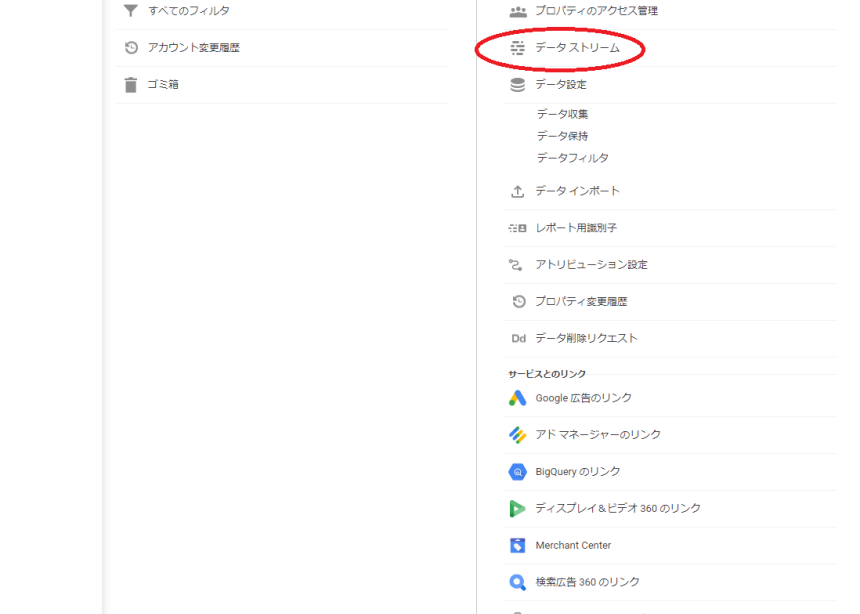 すべてのフィルタ
アカウント変更履歴
ゴミ箱
プロパティのアクセス管理
データ ストリーム
データ設定
データ収集
データ保持
データフィルタ
データ インポート
レポート用識別子
アトリビューション設定
プロパティ変更履歴
Dd データ削除リクエスト
サービスとのリンク
Google 広告のリンク
アド マネージャーのリンク
BigQuery のリンク
ディスプレイ＆ビデオ 360 のリンク
Merchant Center
検索広告 360 のリンク